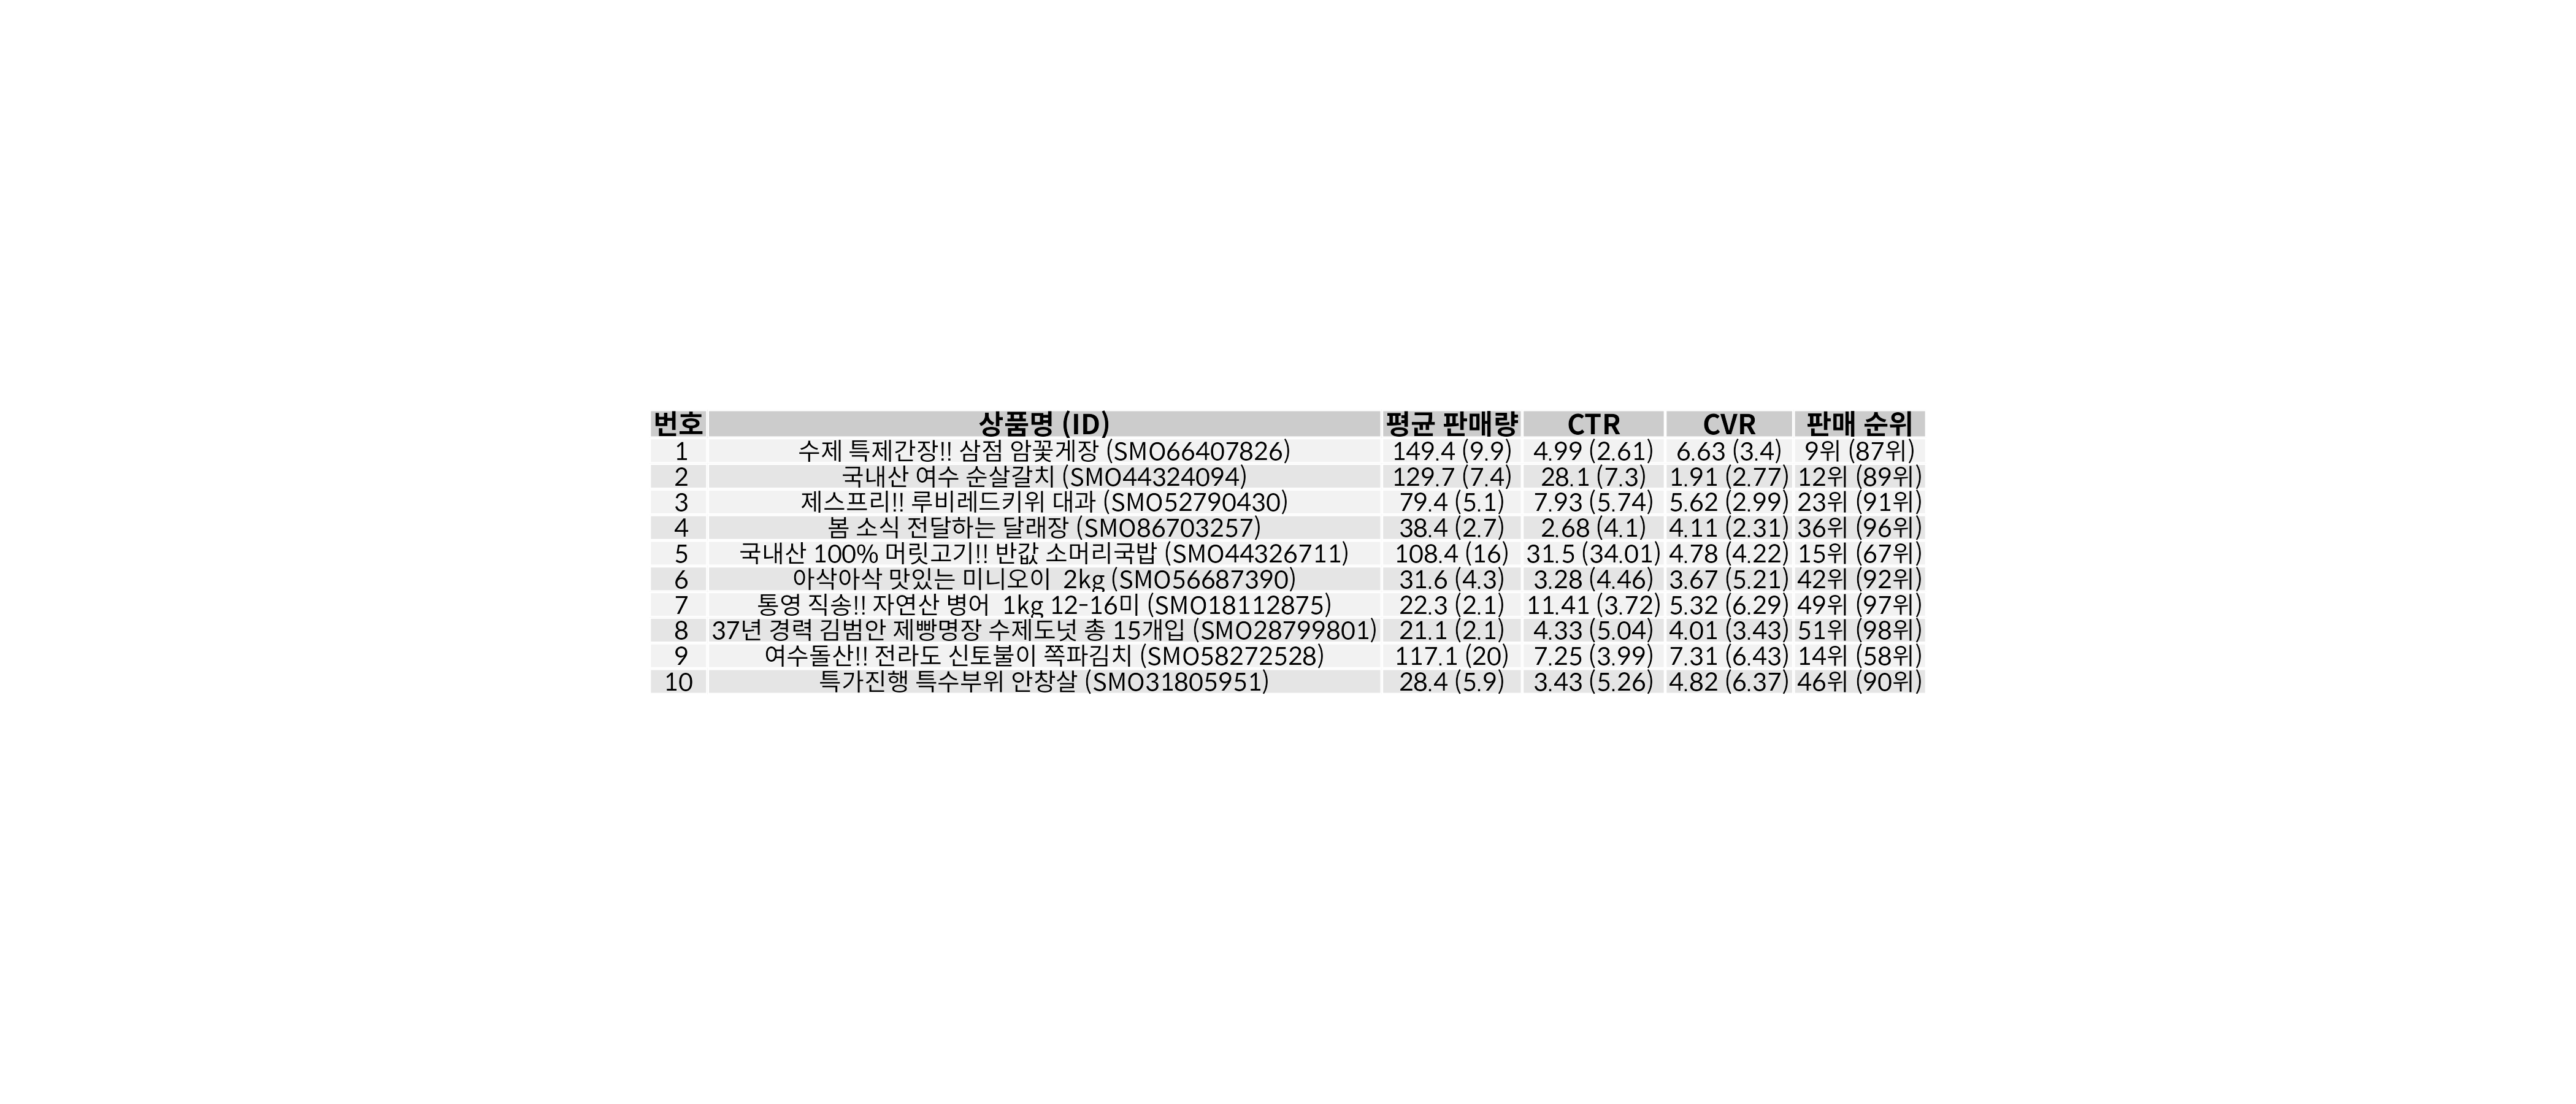 번호 상품명 (ID) 평균 판매량 CTR CVR 판매 순위
1 수제 특제간장!! 삼점 암꽃게장 (SMO66407826) 149.4 (9.9) 4.99 (2.61) 6.63 (3.4) 9위 (87위)
2 국내산 여수 순살갈치 (SMO44324094) 129.7 (7.4) 28.1 (7.3) 1.91 (2.77) 12위 (89위)
3 제스프리!! 루비레드키위 대과 (SMO52790430) 79.4 (5.1) 7.93 (5.74) 5.62 (2.99) 23위 (91위)
4 봄 소식 전달하는 달래장 (SMO86703257) 38.4 (2.7) 2.68 (4.1) 4.11 (2.31) 36위 (96위)
5 국내산 100% 머릿고기!! 반값 소머리국밥 (SMO44326711) 108.4 (16) 31.5 (34.01) 4.78 (4.22) 15위 (67위)
6 아삭아삭 맛있는 미니오이  2kg (SMO56687390) 31.6 (4.3) 3.28 (4.46) 3.67 (5.21) 42위 (92위)
7 통영 직송!! 자연산 병어  1kg 12-16미 (SMO18112875) 22.3 (2.1) 11.41 (3.72) 5.32 (6.29) 49위 (97위)
8 37년 경력 김범안 제빵명장 수제도넛 총 15개입 (SMO28799801) 21.1 (2.1) 4.33 (5.04) 4.01 (3.43) 51위 (98위)
9 여수돌산!! 전라도 신토불이 쪽파김치 (SMO58272528) 117.1 (20) 7.25 (3.99) 7.31 (6.43) 14위 (58위)
10 특가진행 특수부위 안창살 (SMO31805951) 28.4 (5.9) 3.43 (5.26) 4.82 (6.37) 46위 (90위)